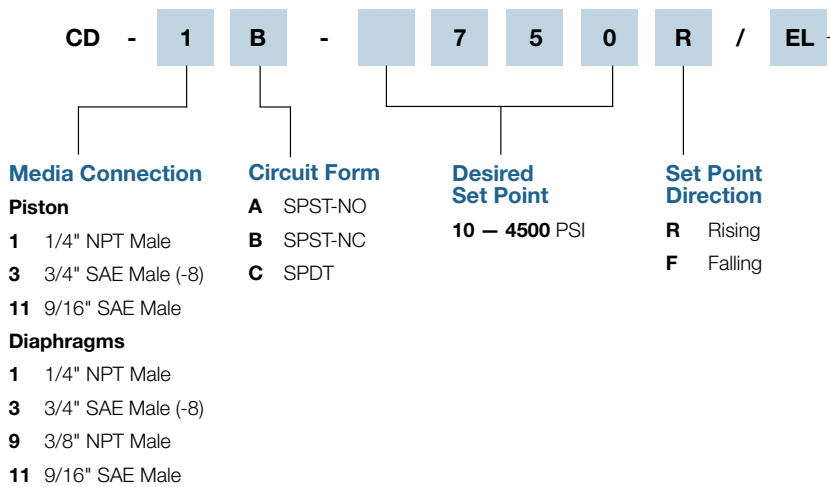 CD - 1 B - 7 5 0 R / EL
Media Connection
Piston
1 1/4" NPT Male
3 3/4" SAE Male (-8)
11 9/16" SAE Male
Diaphragms
1 1/4" NPT Male
3 3/4" SAE Male (-8)
9 3/8" NPT Male
11 9/16" SAE Male
Circuit Form
A SPST-NO
B SPST-NC
C SPDT
Desired
Set Point
10 — 4500 PSI
Set Point
Direction
R Rising
F Falling